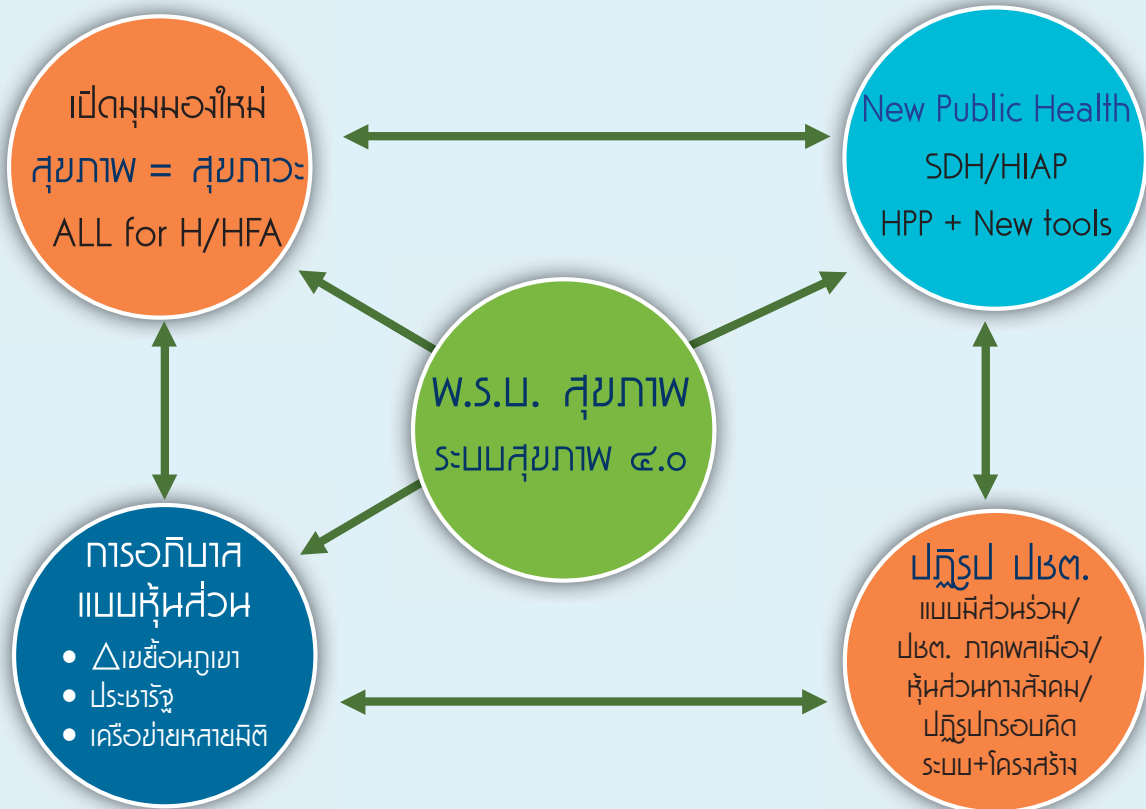 เปิดมุมมองใหม่
สุขภาพ = สุขภาวะ
ALL for H/HFA
New Public Health
SDH/HIAP
HPP + New tools
พ.ร.บ. สุขภาพ
ระบบสุขภาพ ๔.๐
การอภิบาล
แบบหุ้นส่วน
• △เขยื้อนภูเขา
• ประชารัฐ
• เครือข่ายหลายมิติ
ปฏิรูป ปชต.
แบบมีส่วนร่วม/
ปชต. ภาคพลเมือง/
หุ้นส่วนทางสังคม/
ปฏิรูปกรอบคิด
ระบบ+โครงสร้าง